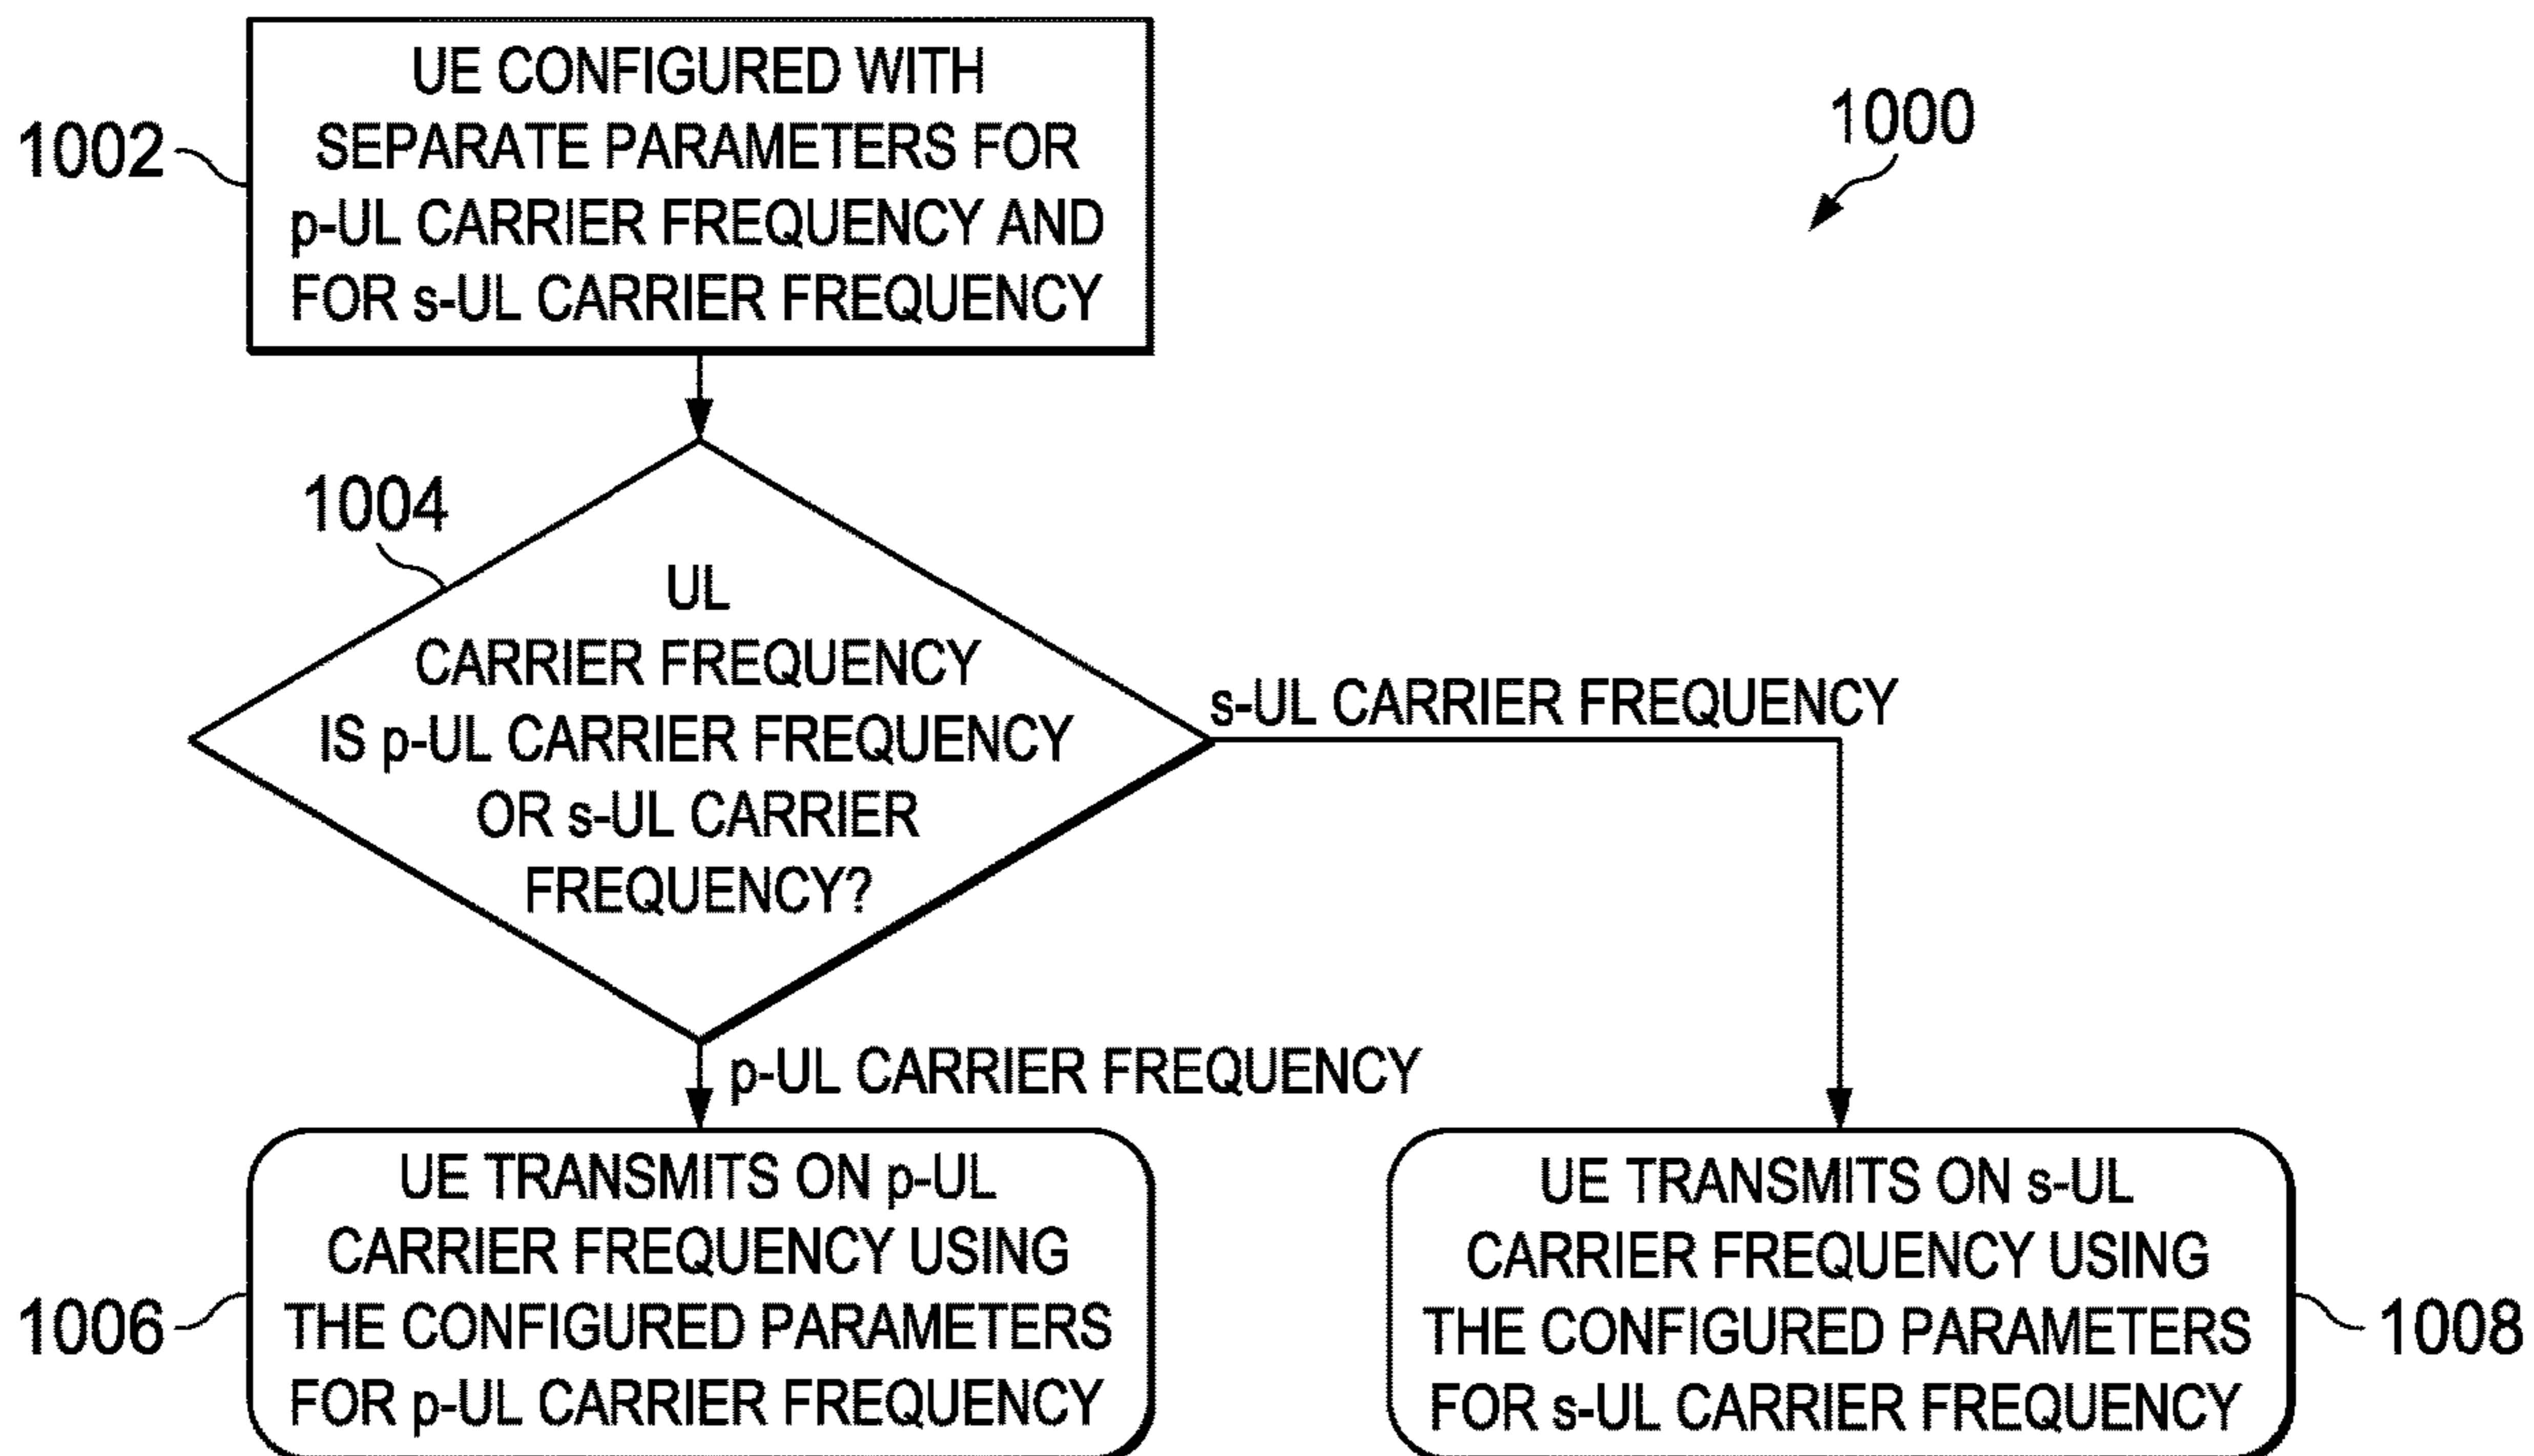 UE CONFIGURED WITH
SEPARATE PARAMETERS FOR
p-UL CARRIER FREQUENCY AND
FOR s-UL CARRIER FREQUENCY
1002
1000
1004
UL
CARRIER FREQUENCY
IS p-UL CARRIER FREQUENCY
OR s-UL CARRIER
FREQUENCY?
s-UL CARRIER FREQUENCY
p-UL CARRIER FREQUENCY
UE TRANSMITS ON p-UL
CARRIER FREQUENCY USING
THE CONFIGURED PARAMETERS
FOR p-UL CARRIER FREQUENCY
1006
UE TRANSMITS ON s-UL
CARRIER FREQUENCY USING
THE CONFIGURED PARAMETERS
FOR s-UL CARRIER FREQUENCY
1008